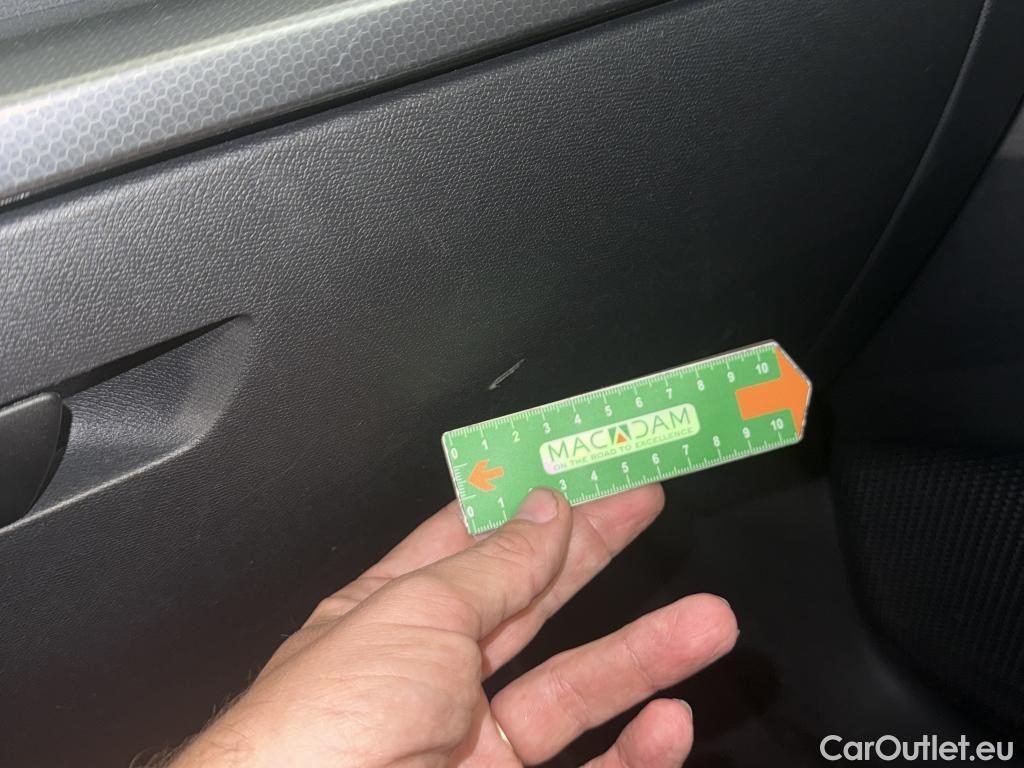 0 1 2 3 4 5 6 7 8 9 10
MACADAM
ON THE ROAD TO EXCELLENCE
0 1 3 4 5 6 7 8 9 10
CarOutlet.eu